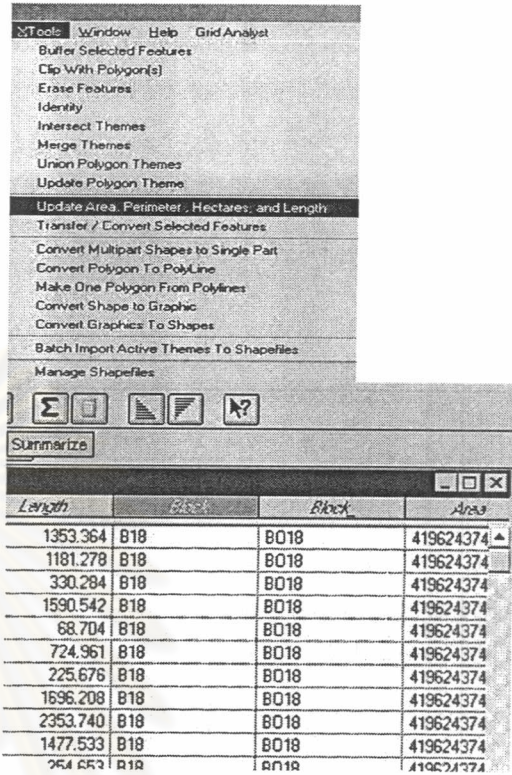 XTools Window Help Grid Analyst
Buffer Selected Features
Clip With Polygon(s)
Erase Features
Identity
Intersect Themes
Merge Themes
Union Polygon Themes
Update Polygon Theme
Update Area, Perimeter, Hectares, and Length
Transfer / Convert Selected Features
Convert Multipart Shapes to Single Part
Convert Polygon To PolyLine
Make One Polygon From Polylines
Convert Shape to Graphic
Convert Graphics To Shapes
Batch Import Active Themes To Shapefiles
Manage Shapefiles
Σ
Summarize
Length Block Block_ Area
1353.364 B18 BO18 419624374
1181.278 B18 BO18 419624374
330.284 B18 BO18 419624374
1590.542 B18 BO18 419624374
68.704 B18 BO18 419624374
724.961 B18 BO18 419624374
225.676 B18 BO18 419624374
1696.208 B18 BO18 419624374
2353.740 B18 BO18 419624374
1477.533 B18 BO18 419624374
254.653 B18 BO18 419624374